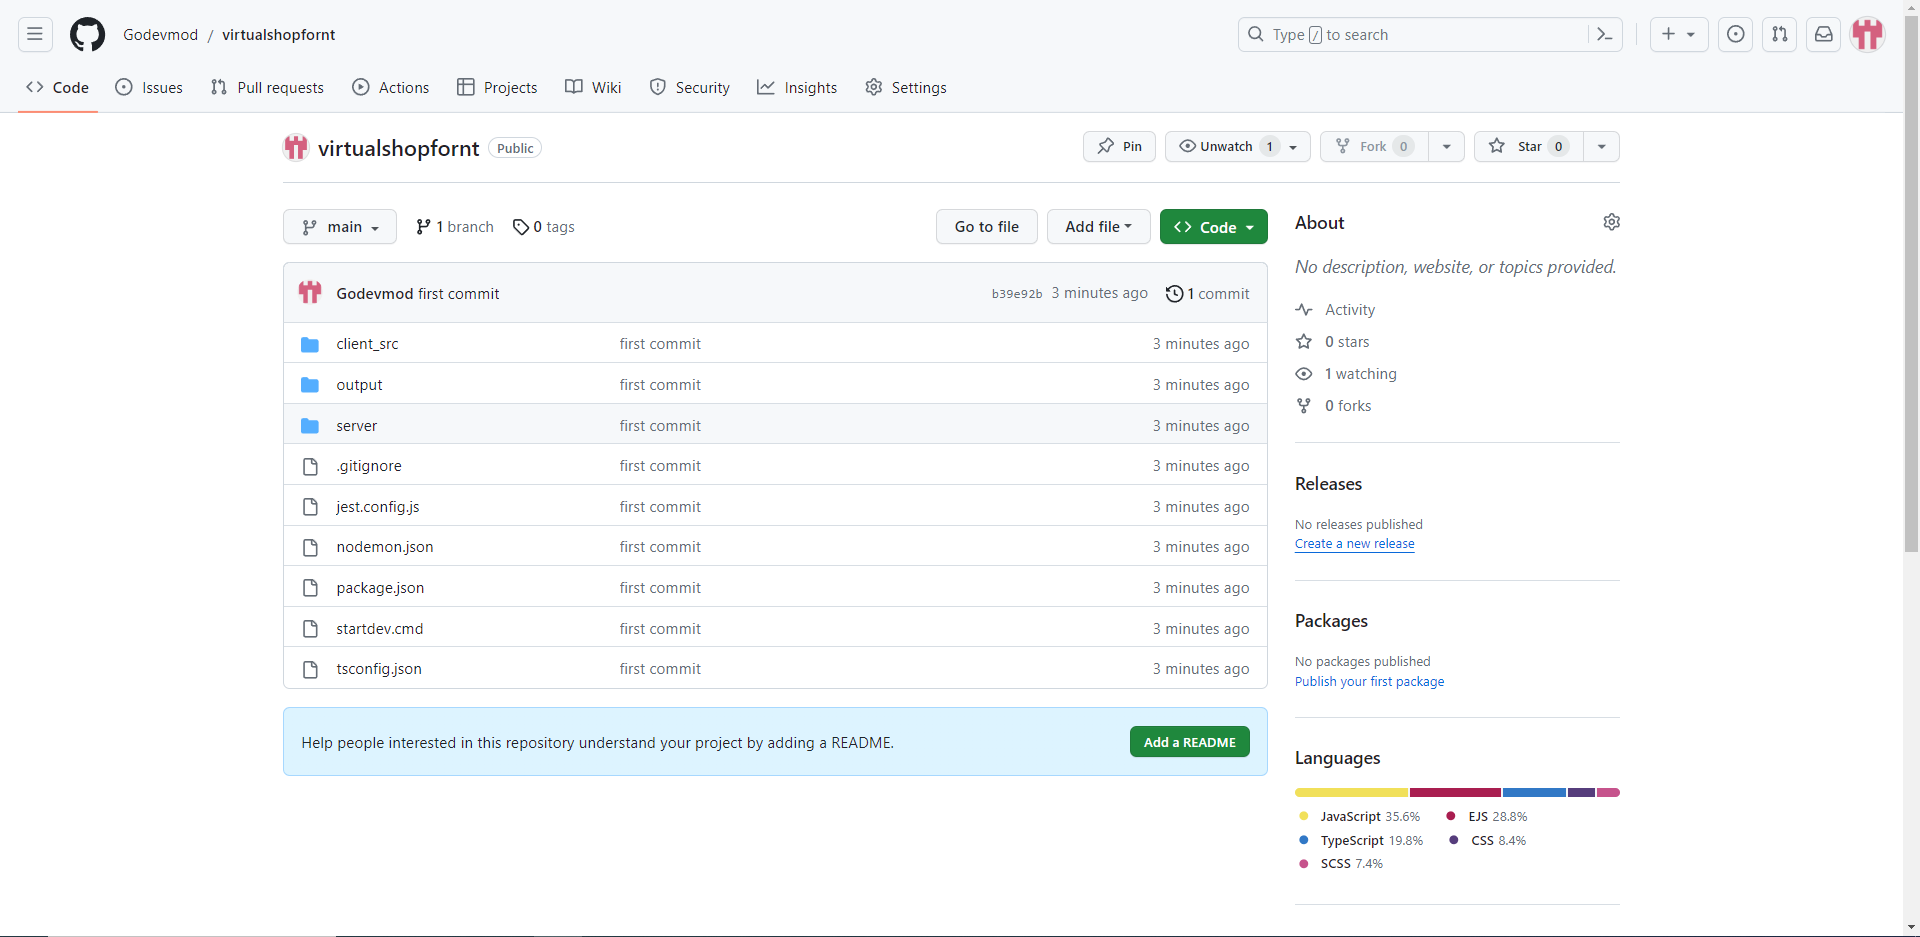 Godevmod / virtualshopfornt
Type / to search
Code Issues Pull requests Actions Projects Wiki Security Insights Settings
virtualshopfornt Public
Pin Unwatch 1 Fork 0 Star 0
main 1 branch 0 tags Go to file Add file Code
Godevmod first commit b39e92b 3 minutes ago 1 commit
client_src first commit 3 minutes ago
output first commit 3 minutes ago
server first commit 3 minutes ago
.gitignore first commit 3 minutes ago
jest.config.js first commit 3 minutes ago
nodemon.json first commit 3 minutes ago
package.json first commit 3 minutes ago
startdev.cmd first commit 3 minutes ago
tsconfig.json first commit 3 minutes ago
Help people interested in this repository understand your project by adding a README. Add a README
About
No description, website, or topics provided.
Activity
0 stars
1 watching
0 forks
Releases
No releases published
Create a new release
Packages
No packages published
Publish your first package
Languages
JavaScript 35.6% EJS 28.8%
TypeScript 19.8% CSS 8.4%
SCSS 7.4%